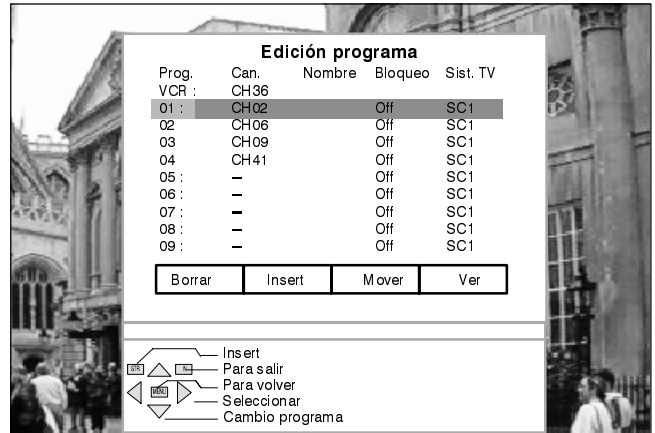 Edición programa
Prog. Can. Nombre Bloqueo Sist. TV
VCR : CH36
01 : CH02 Off SC1
02 CH06 Off SC1
03 CH09 Off SC1
04 CH41 Off SC1
05 : – Off SC1
06 : – Off SC1
07 : – Off SC1
08 : – Off SC1
09 : – Off SC1
Borrar Insert Mover Ver
Insert
STR N Para salir
Para volver
MENU Seleccionar
Cambio programa